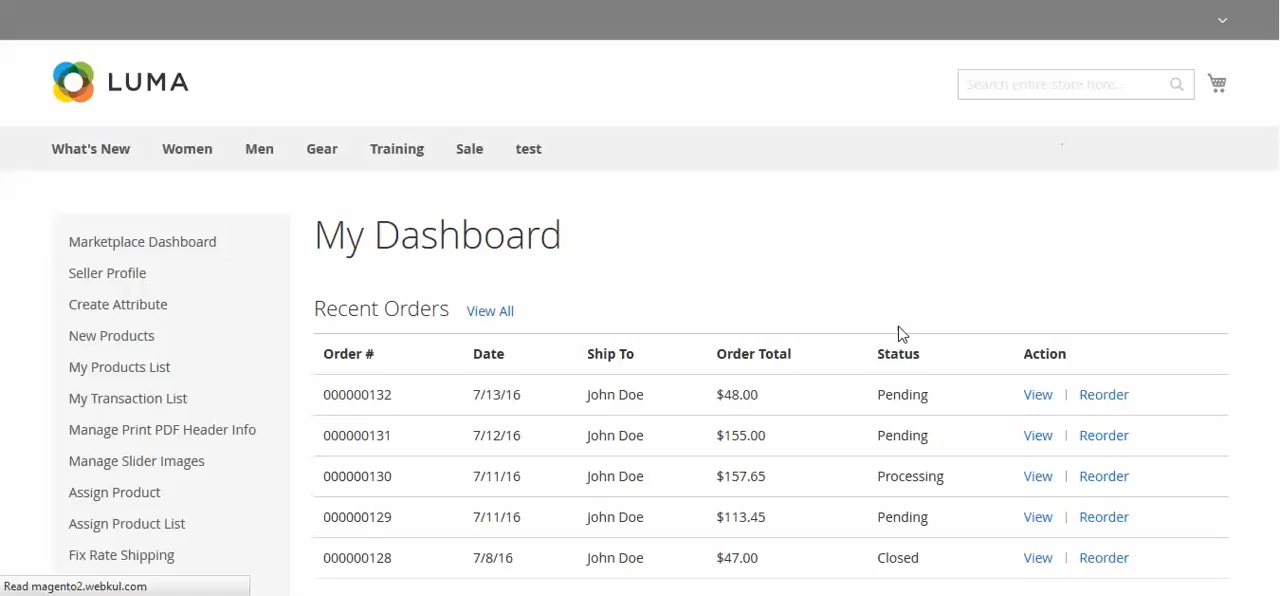 LUMA
Search entire store here...
What's New Women Men Gear Training Sale test
Marketplace Dashboard
Seller Profile
Create Attribute
New Products
My Products List
My Transaction List
Manage Print PDF Header Info
Manage Slider Images
Assign Product
Assign Product List
Fix Rate Shipping
My Dashboard
Recent Orders View All
Order # Date Ship To Order Total Status Action
000000132 7/13/16 John Doe $48.00 Pending View | Reorder
000000131 7/12/16 John Doe $155.00 Pending View | Reorder
000000130 7/11/16 John Doe $157.65 Processing View | Reorder
000000129 7/11/16 John Doe $113.45 Pending View | Reorder
000000128 7/8/16 John Doe $47.00 Closed View | Reorder
Read magento2.webkul.com